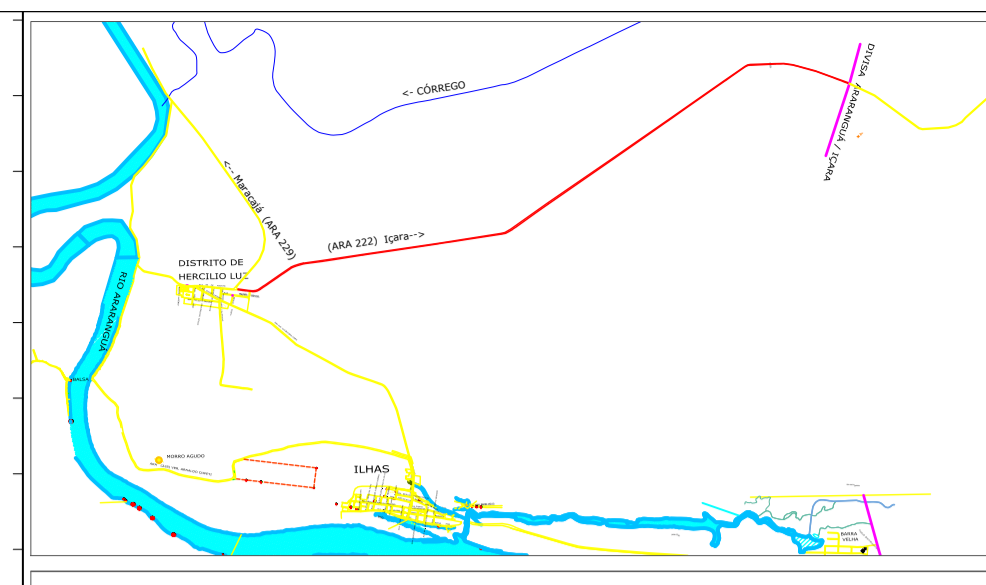 <- CÓRREGO
DIVISA ARARANGUÁ / IÇARA
<-- Maracajá (ARA 229)
(ARA 222) Içara-->
DISTRITO DE
HERCILIO LUZ
RIO ARARANGUÁ
BALSA
MORRO AGUDO
ILHAS
BARRA
VELHA